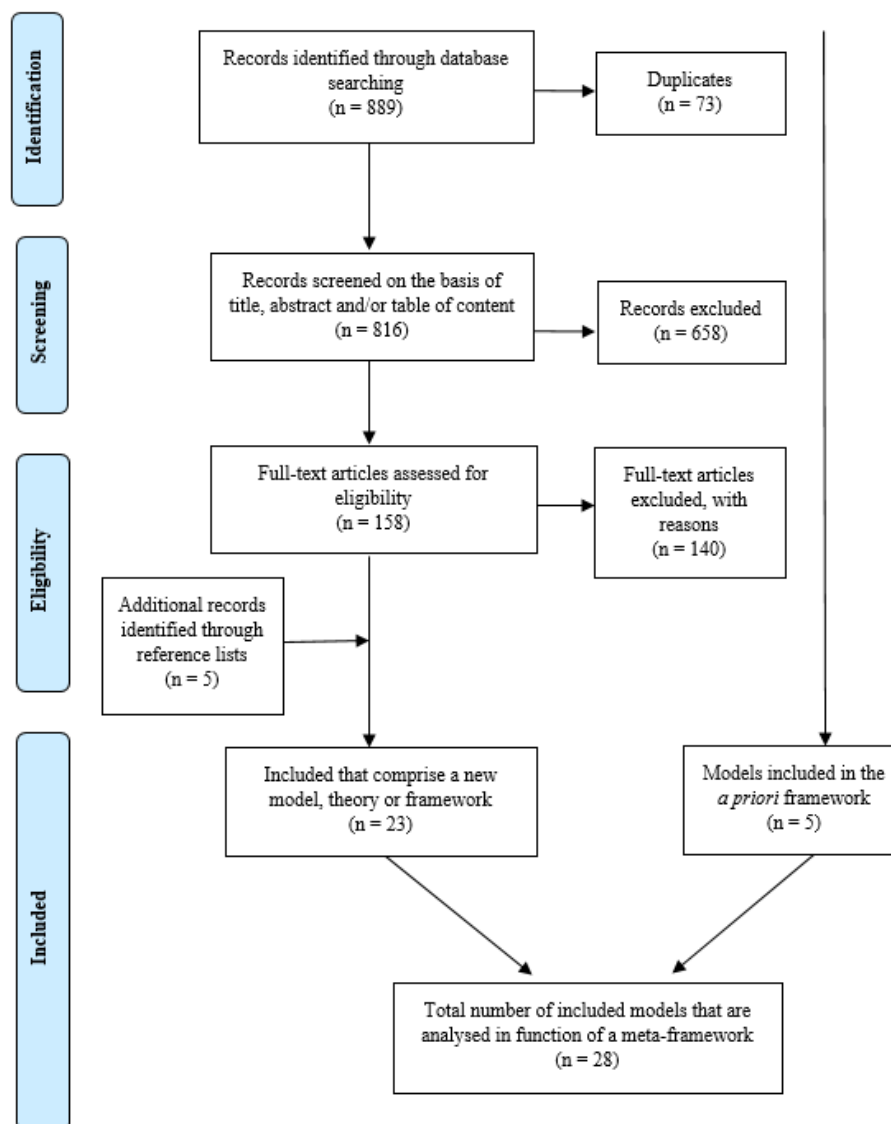 Identification
Records identified through database
searching
(n = 889)
Duplicates
(n = 73)
Screening
Records screened on the basis of
title, abstract and/or table of content
(n = 816)
Records excluded
(n = 658)
Eligibility
Full-text articles assessed for
eligibility
(n = 158)
Full-text articles
excluded, with
reasons
(n = 140)
Additional records
identified through
reference lists
(n = 5)
Included
Included that comprise a new
model, theory or framework
(n = 23)
Models included in the
a priori framework
(n = 5)
Total number of included models that are
analysed in function of a meta-framework
(n = 28)